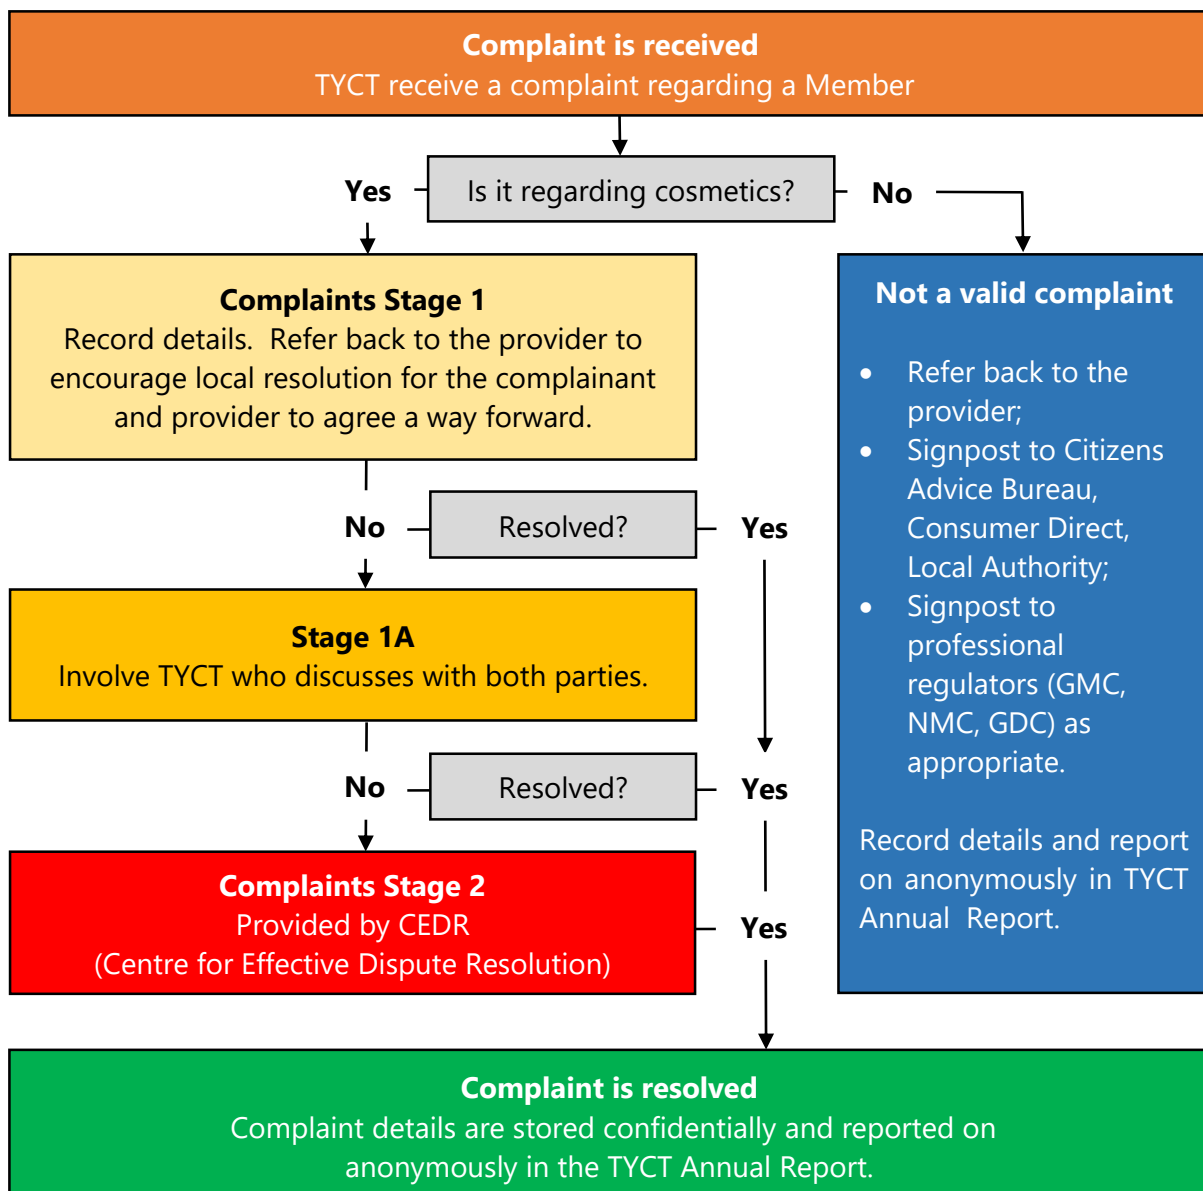 Complaint is received
TYCT receive a complaint regarding a Member
Yes
Is it regarding cosmetics?
No
Complaints Stage 1
Record details.  Refer back to the provider to
encourage local resolution for the complainant
and provider to agree a way forward.
Not a valid complaint
• Refer back to the
provider;
• Signpost to Citizens
Advice Bureau,
Consumer Direct,
Local Authority;
• Signpost to
professional
regulators (GMC,
NMC, GDC) as
appropriate.
Record details and report
on anonymously in TYCT
Annual  Report.
No
Resolved?
Yes
Stage 1A
Involve TYCT who discusses with both parties.
No
Resolved?
Yes
Complaints Stage 2
Provided by CEDR
(Centre for Effective Dispute Resolution)
Yes
Complaint is resolved
Complaint details are stored confidentially and reported on
anonymously in the TYCT Annual Report.